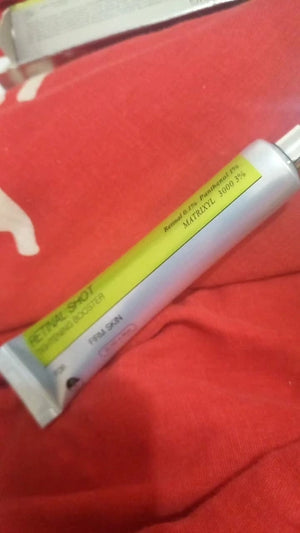 Retinal 0.1% Panthenol 1%
MATRIXYL 3000 3%
RETINAL SHOT
TIGHTENING BOOSTER
FIRM SKIN